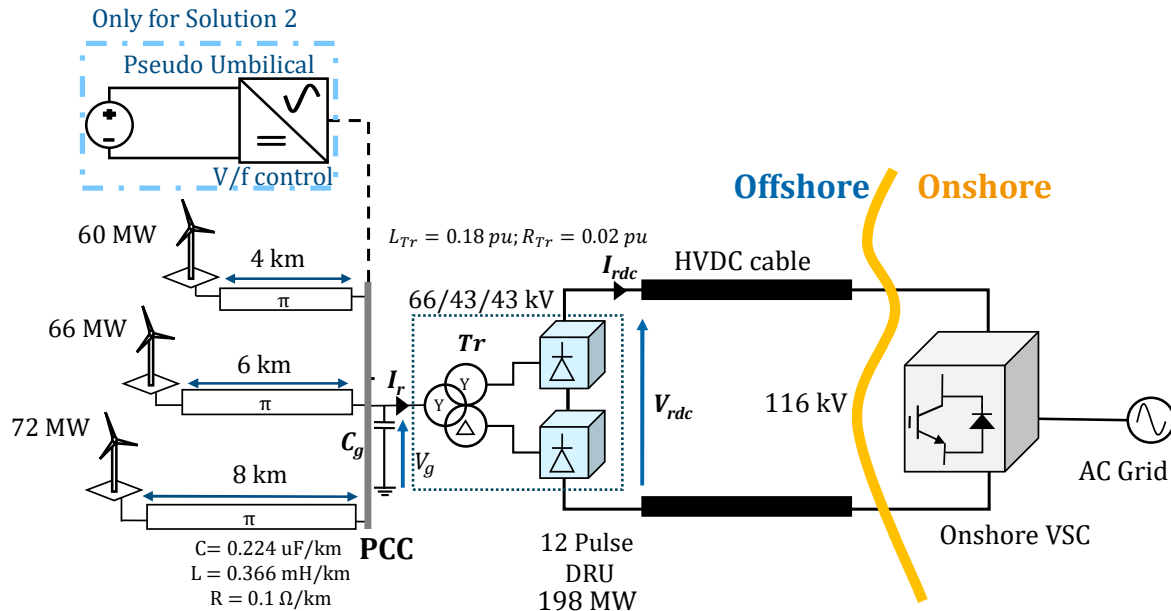 Only for Solution 2
Pseudo Umbilical
V/f control
Offshore
Onshore
60 MW
4 km
π
L_Tr = 0.18 pu; R_Tr = 0.02 pu
I_rdc
HVDC cable
66/43/43 kV
66 MW
6 km
π
I_r
Tr
Y
Y
Δ
V_rdc
116 kV
72 MW
8 km
π
C_g
V_g
AC Grid
C= 0.224 uF/km
L = 0.366 mH/km
R = 0.1 Ω/km
PCC
12 Pulse
DRU
198 MW
Onshore VSC